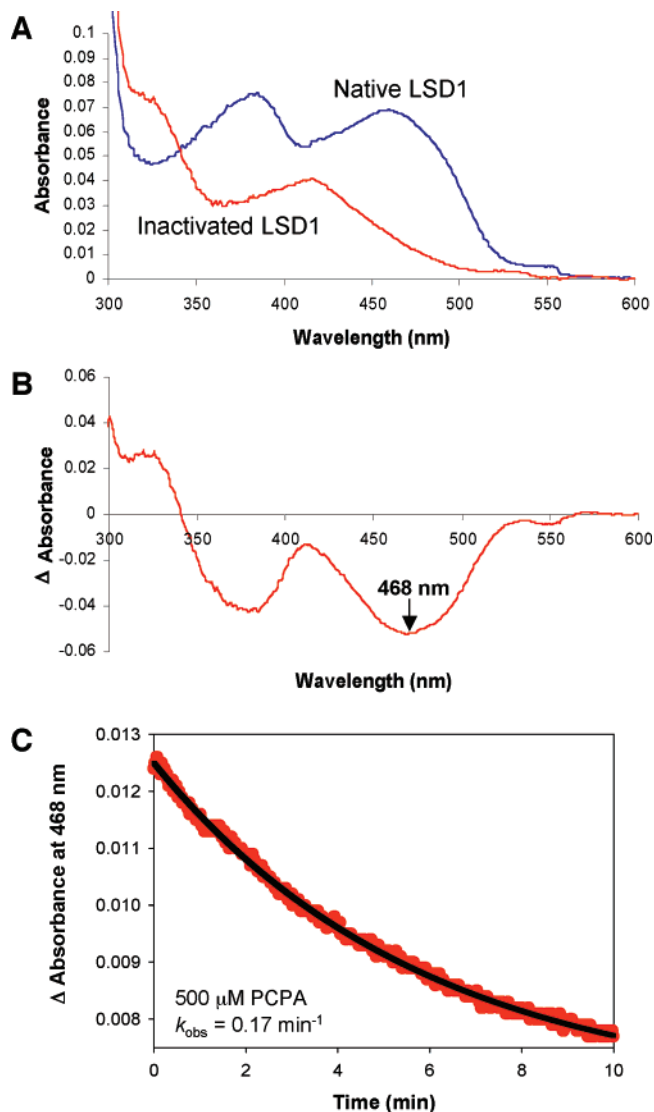 A
Absorbance
0.1
0.09
0.08
0.07
0.06
0.05
0.04
0.03
0.02
0.01
0
Native LSD1
Inactivated LSD1
300 350 400 450 500 550 600
Wavelength (nm)
B
Δ Absorbance
0.06
0.04
0.02
0
-0.02
-0.04
-0.06
300 350 400 450 500 550 600
468 nm
Wavelength (nm)
C
Δ Absorbance at 468 nm
0.013
0.012
0.011
0.010
0.009
0.008
500 μM PCPA
kobs = 0.17 min⁻¹
0 2 4 6 8 10
Time (min)